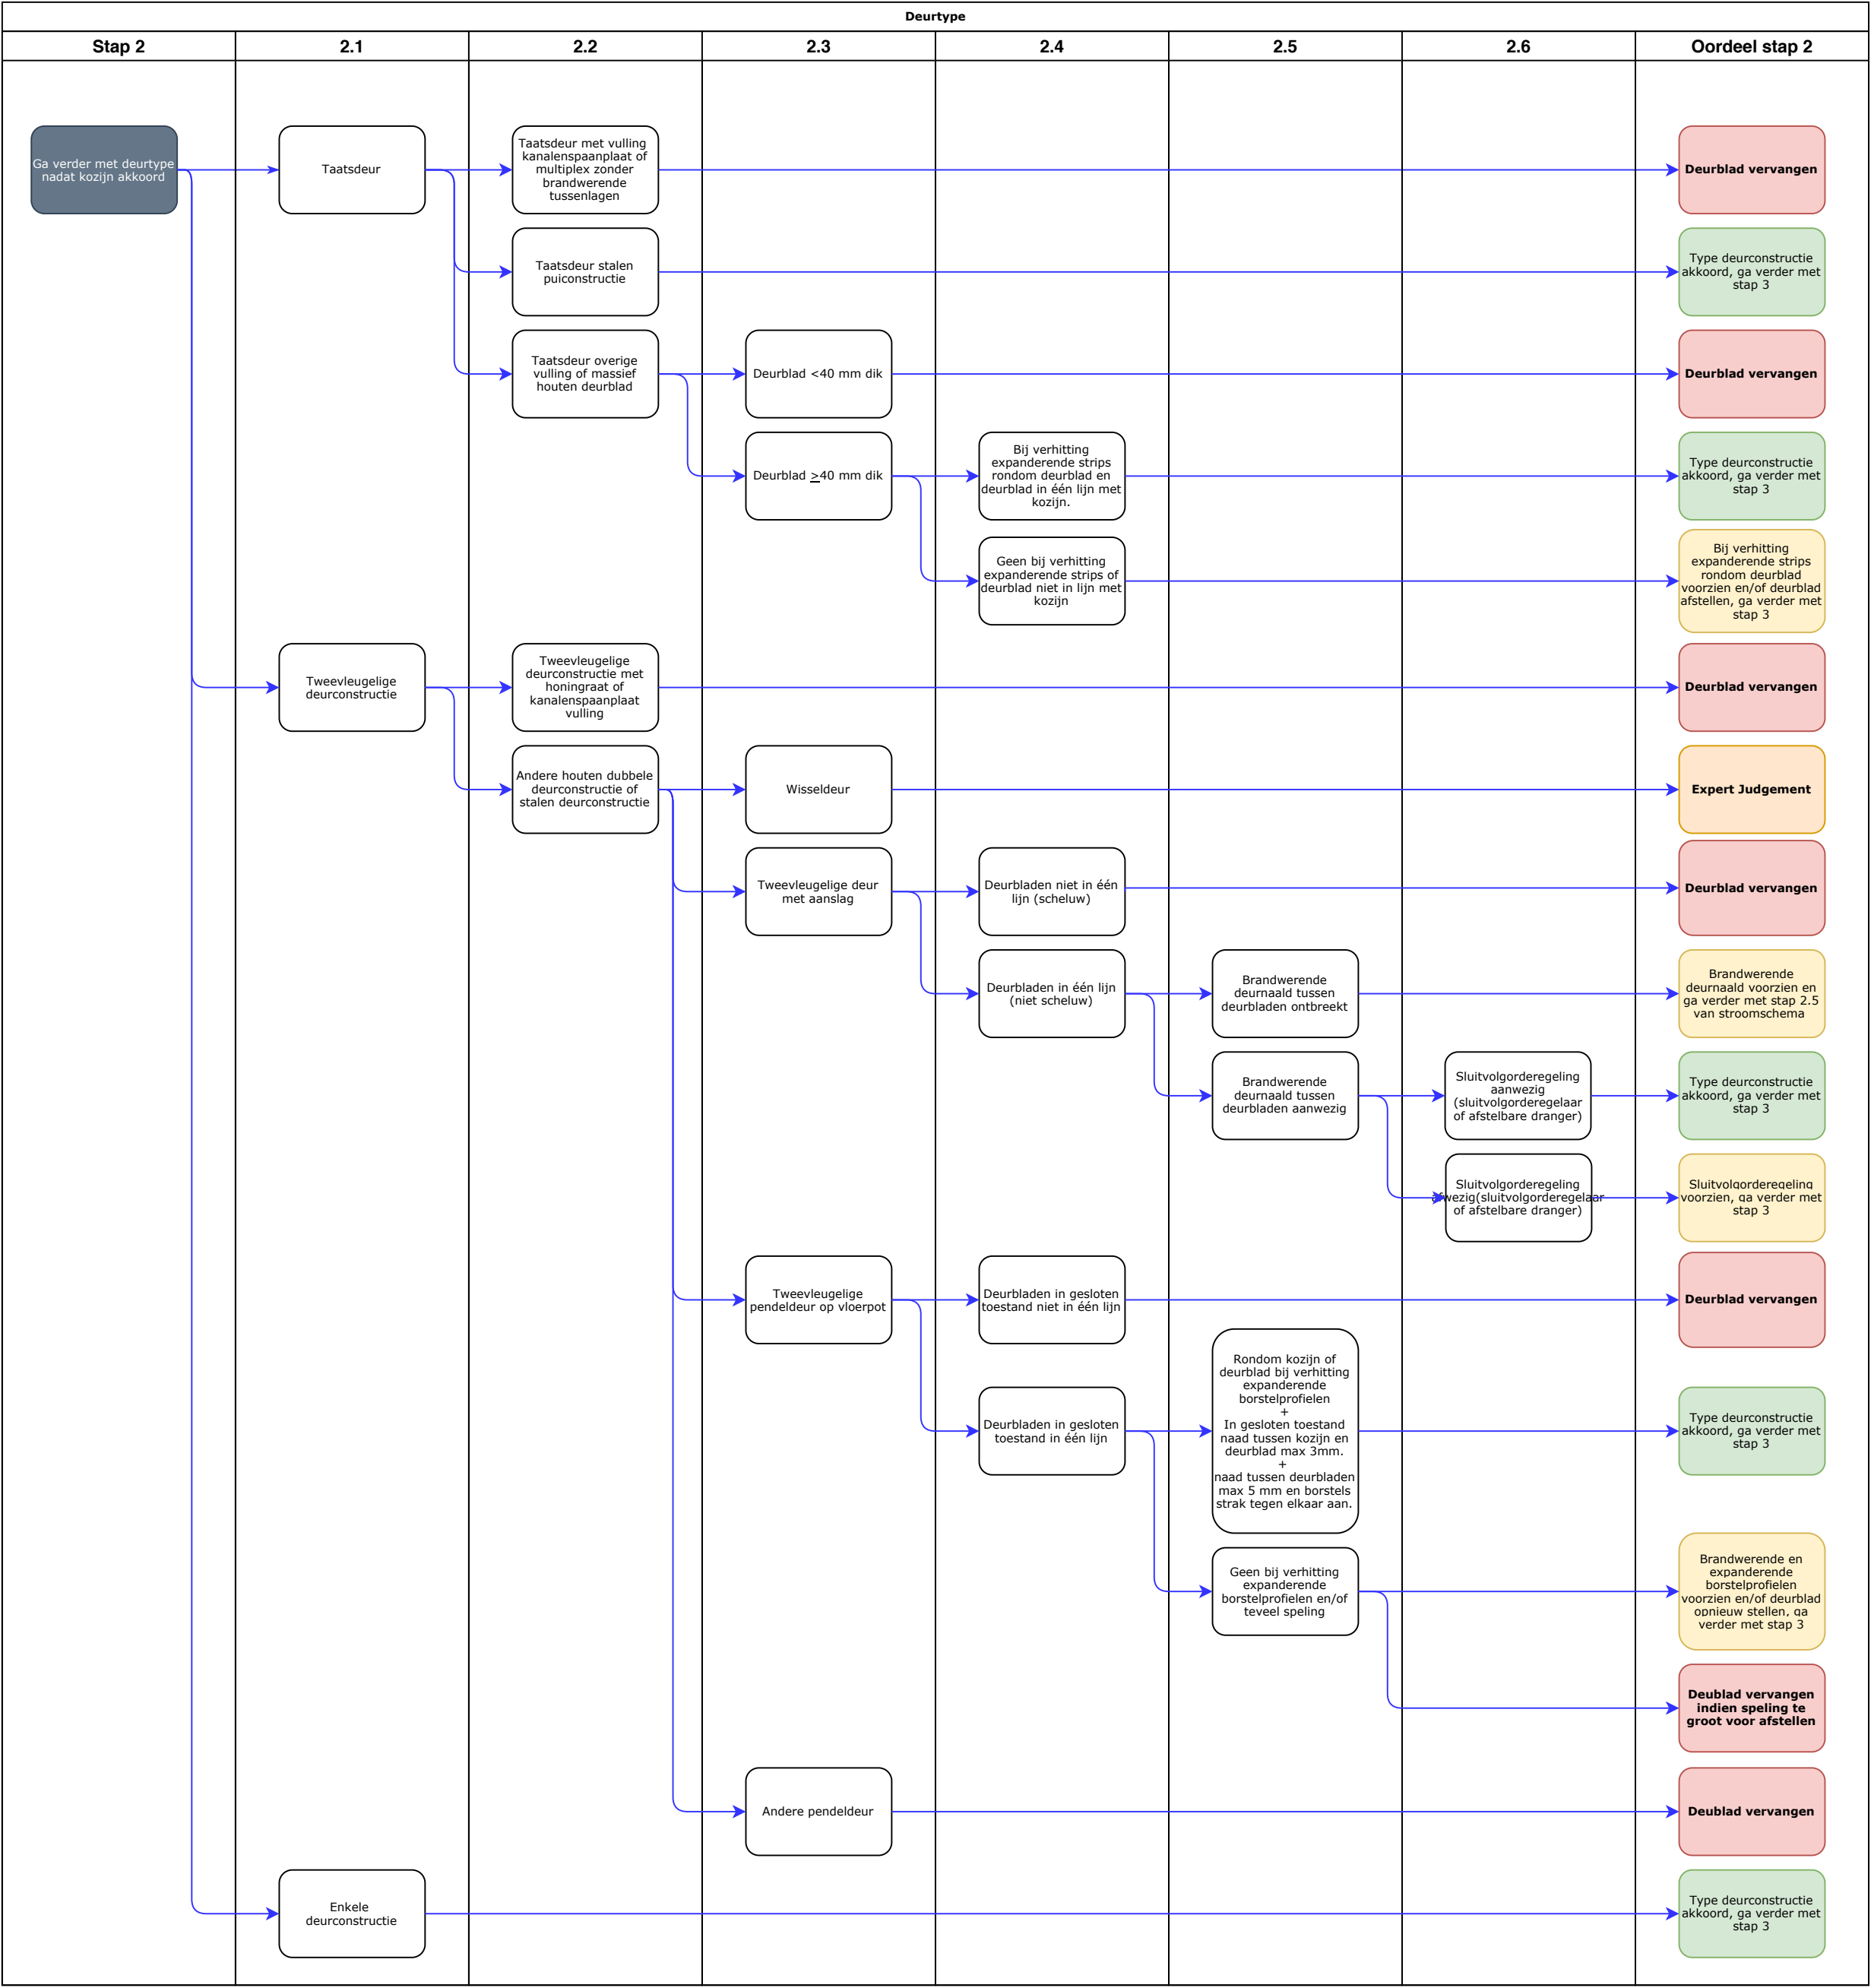 Deurtype
Stap 2
2.1
2.2
2.3
2.4
2.5
2.6
Oordeel stap 2
Ga verder met deurtype
nadat kozijn akkoord
Taatsdeur
Taatsdeur met vulling
kanalenspaanplaat of
multiplex zonder
brandwerende
tussenlagen
Deurblad vervangen
Taatsdeur stalen
puiconstructie
Type deurconstructie
akkoord, ga verder met
stap 3
Taatsdeur overige
vulling of massief
houten deurblad
Deurblad <40 mm dik
Deurblad vervangen
Deurblad >40 mm dik
Bij verhitting
expanderende strips
rondom deurblad en
deurblad in één lijn met
kozijn.
Type deurconstructie
akkoord, ga verder met
stap 3
Geen bij verhitting
expanderende strips of
deurblad niet in lijn met
kozijn
Bij verhitting
expanderende strips
rondom deurblad
voorzien en/of deurblad
afstellen, ga verder met
stap 3
Tweevleugelige
deurconstructie
Tweevleugelige
deurconstructie met
honingraat of
kanalenspaanplaat
vulling
Deurblad vervangen
Andere houten dubbele
deurconstructie of
stalen deurconstructie
Wisseldeur
Expert Judgement
Tweevleugelige deur
met aanslag
Deurbladen niet in één
lijn (scheluw)
Deurblad vervangen
Deurbladen in één lijn
(niet scheluw)
Brandwerende
deurnaald tussen
deurbladen ontbreekt
Brandwerende
deurnaald voorzien en
ga verder met stap 2.5
van stroomschema
Brandwerende
deurnaald tussen
deurbladen aanwezig
Sluitvolgorderegeling
aanwezig
(sluitvolgorderegelaar
of afstelbare dranger)
Type deurconstructie
akkoord, ga verder met
stap 3
Sluitvolgorderegeling
afwezig(sluitvolgorderegelaar
of afstelbare dranger)
Sluitvolgorderegeling
voorzien, ga verder met
stap 3
Tweevleugelige
pendeldeur op vloerpot
Deurbladen in gesloten
toestand niet in één lijn
Deurblad vervangen
Deurbladen in gesloten
toestand in één lijn
Rondom kozijn of
deurblad bij verhitting
expanderende
borstelprofielen
+
In gesloten toestand
naad tussen kozijn en
deurblad max 3mm.
+
naad tussen deurbladen
max 5 mm en borstels
strak tegen elkaar aan.
Type deurconstructie
akkoord, ga verder met
stap 3
Geen bij verhitting
expanderende
borstelprofielen en/of
teveel speling
Brandwerende en
expanderende
borstelprofielen
voorzien en/of deurblad
opnieuw stellen, ga
verder met stap 3
Deublad vervangen
indien speling te
groot voor afstellen
Andere pendeldeur
Deublad vervangen
Enkele
deurconstructie
Type deurconstructie
akkoord, ga verder met
stap 3